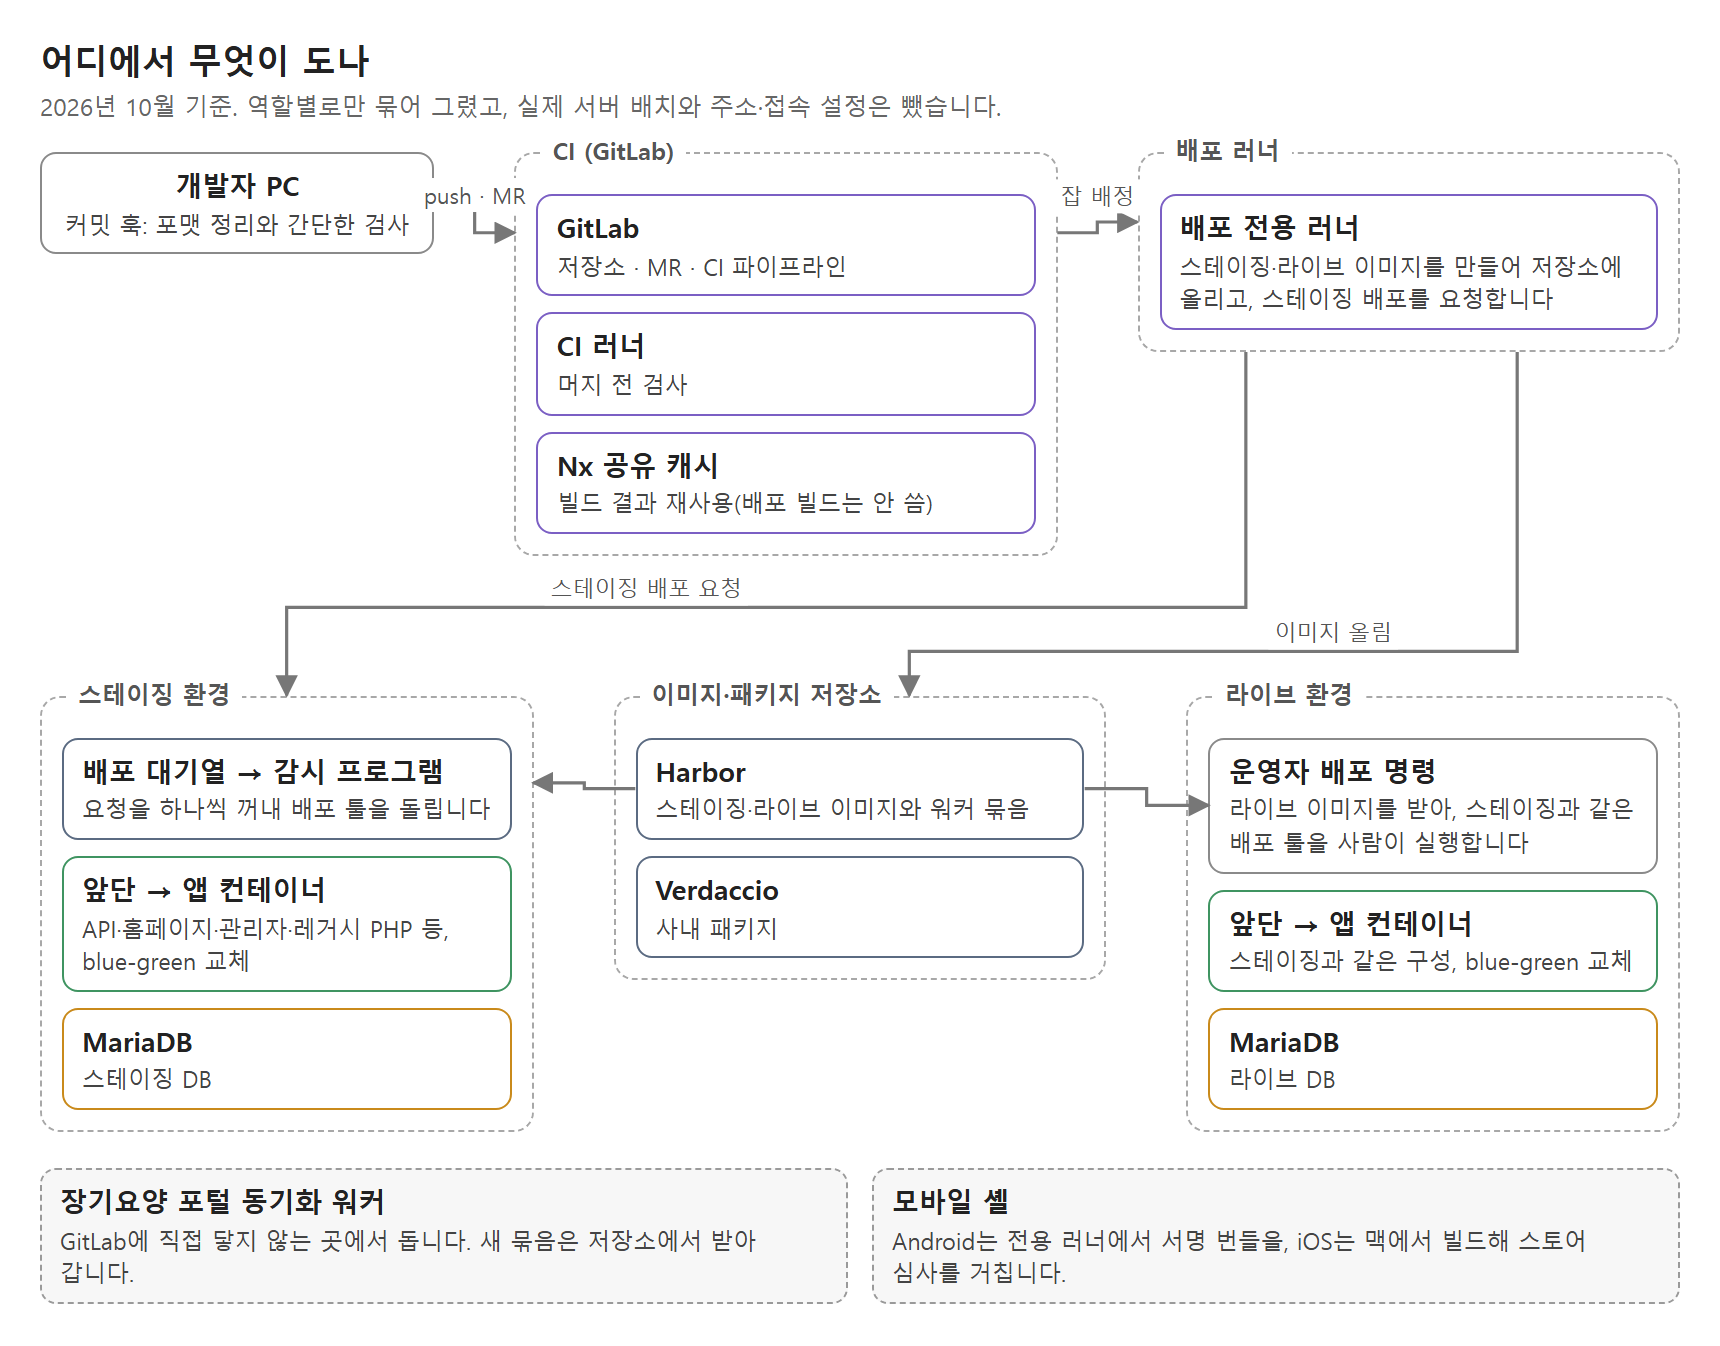 어디에서 무엇이 도나
2026년 10월 기준. 역할별로만 묶어 그렸고, 실제 서버 배치와 주소·접속 설정은 뺐습니다.
개발자 PC
커밋 훅: 포맷 정리와 간단한 검사
push · MR
CI (GitLab)
GitLab
저장소 · MR · CI 파이프라인
CI 러너
머지 전 검사
Nx 공유 캐시
빌드 결과 재사용(배포 빌드는 안 씀)
잡 배정
배포 러너
배포 전용 러너
스테이징·라이브 이미지를 만들어 저장소에
올리고, 스테이징 배포를 요청합니다
스테이징 배포 요청
이미지 올림
스테이징 환경
배포 대기열 → 감시 프로그램
요청을 하나씩 꺼내 배포 툴을 돌립니다
앞단 → 앱 컨테이너
API·홈페이지·관리자·레거시 PHP 등,
blue-green 교체
MariaDB
스테이징 DB
이미지·패키지 저장소
Harbor
스테이징·라이브 이미지와 워커 묶음
Verdaccio
사내 패키지
라이브 환경
운영자 배포 명령
라이브 이미지를 받아, 스테이징과 같은
배포 툴을 사람이 실행합니다
앞단 → 앱 컨테이너
스테이징과 같은 구성, blue-green 교체
MariaDB
라이브 DB
장기요양 포털 동기화 워커
GitLab에 직접 닿지 않는 곳에서 돕니다. 새 묶음은 저장소에서 받아
갑니다.
모바일 셸
Android는 전용 러너에서 서명 번들을, iOS는 맥에서 빌드해 스토어
심사를 거칩니다.